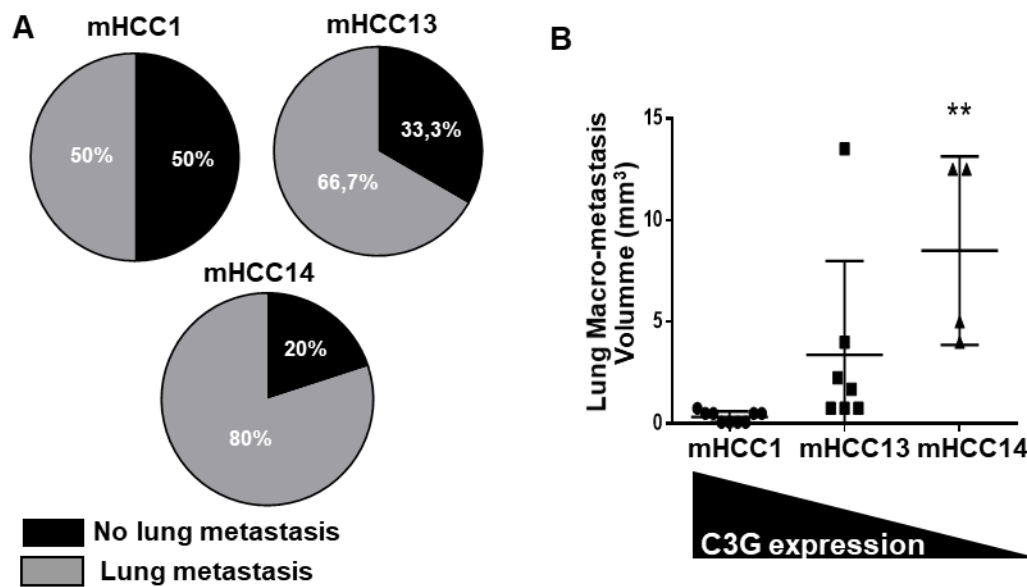 A
mHCC1
mHCC13
50%
50%
33,3%
66,7%
mHCC14
20%
80%
No lung metastasis
Lung metastasis
B
Lung Macro-metastasis
Volumme (mm³)
**
15
10
5
0
mHCC1 mHCC13 mHCC14
C3G expression